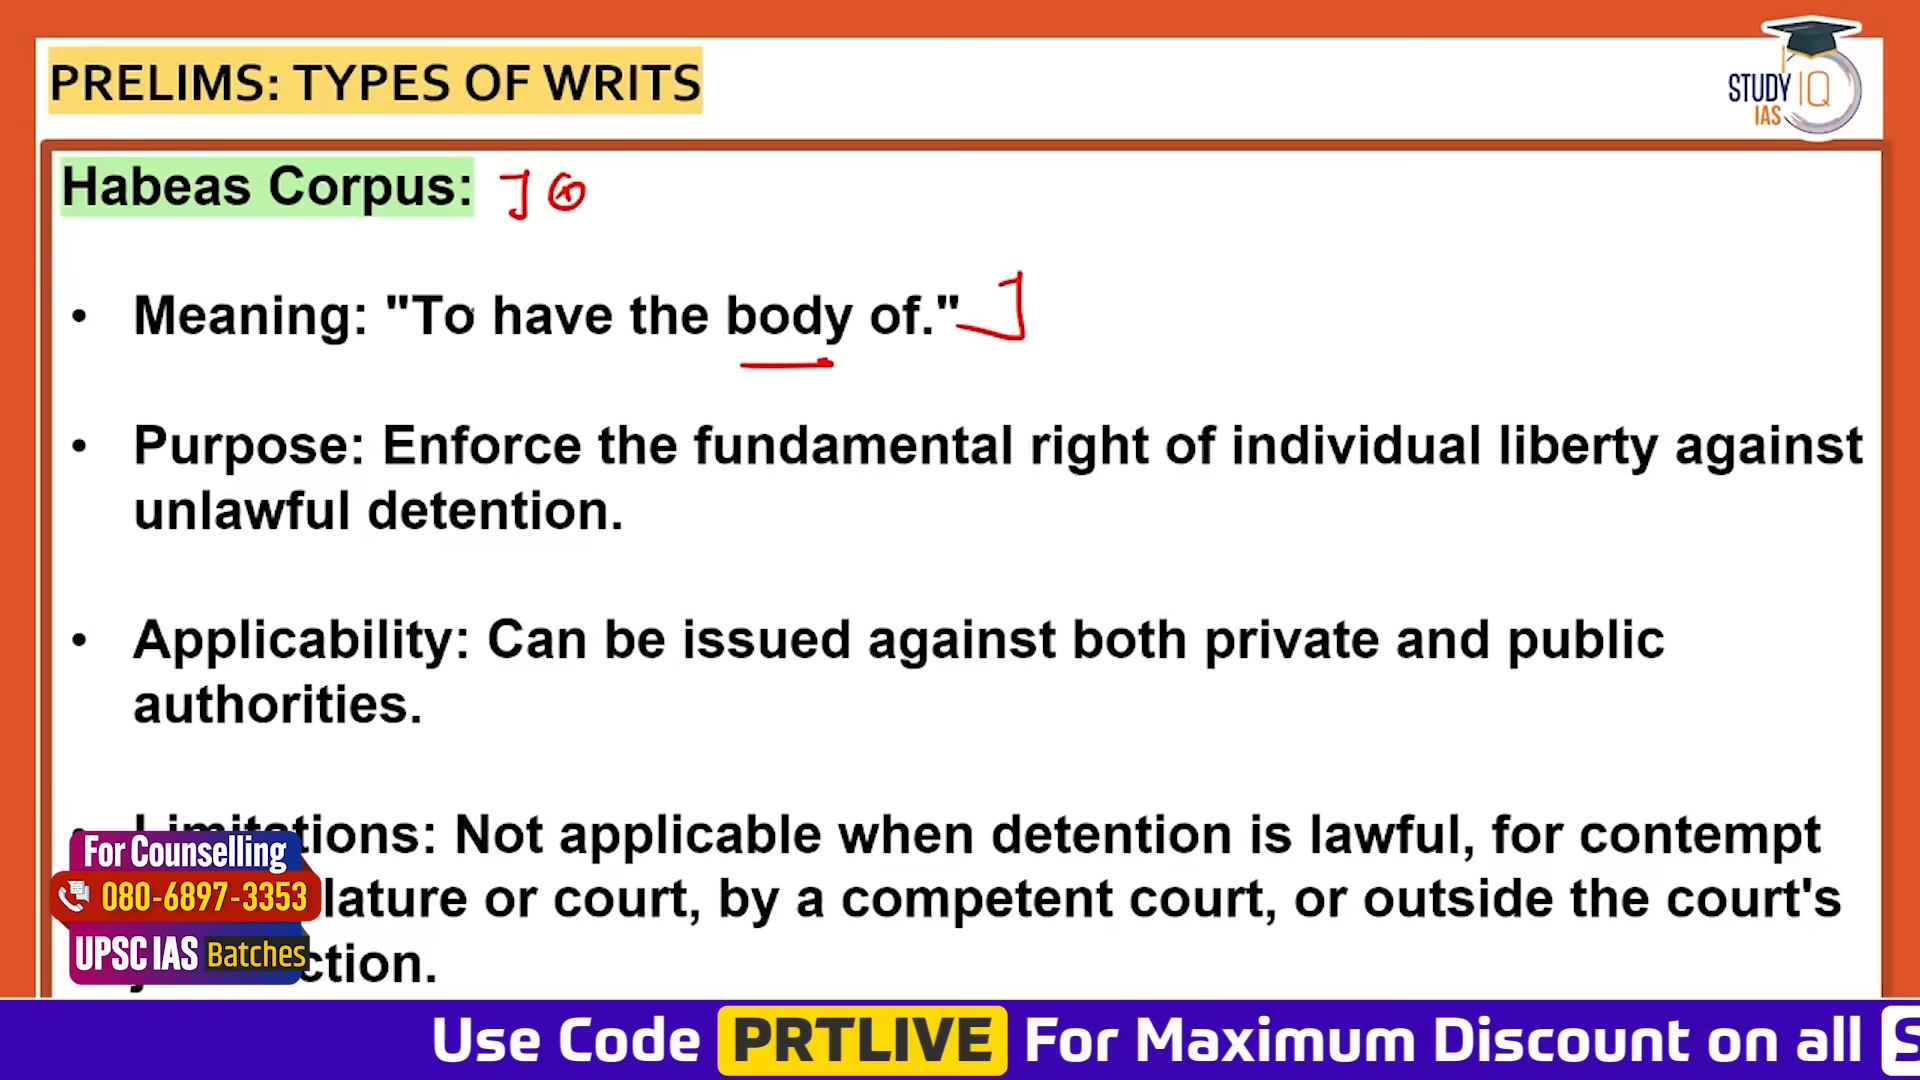 PRELIMS: TYPES OF WRITS
STUDY IQ
IAS
Habeas Corpus:
• Meaning: "To have the body of."
• Purpose: Enforce the fundamental right of individual liberty against
unlawful detention.
• Applicability: Can be issued against both private and public
authorities.
tations: Not applicable when detention is lawful, for contempt
lature or court, by a competent court, or outside the court's
ction.
For Counselling
080-6897-3353
UPSC IAS Batches
Use Code PRTLIVE For Maximum Discount on all S